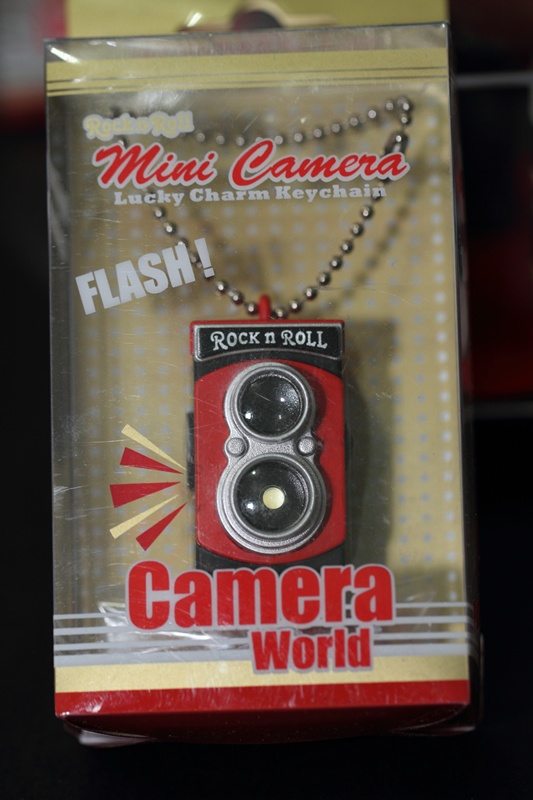 Rock n Roll
Mini Camera
Lucky Charm Keychain
FLASH!
ROCK n ROLL
Camera
World